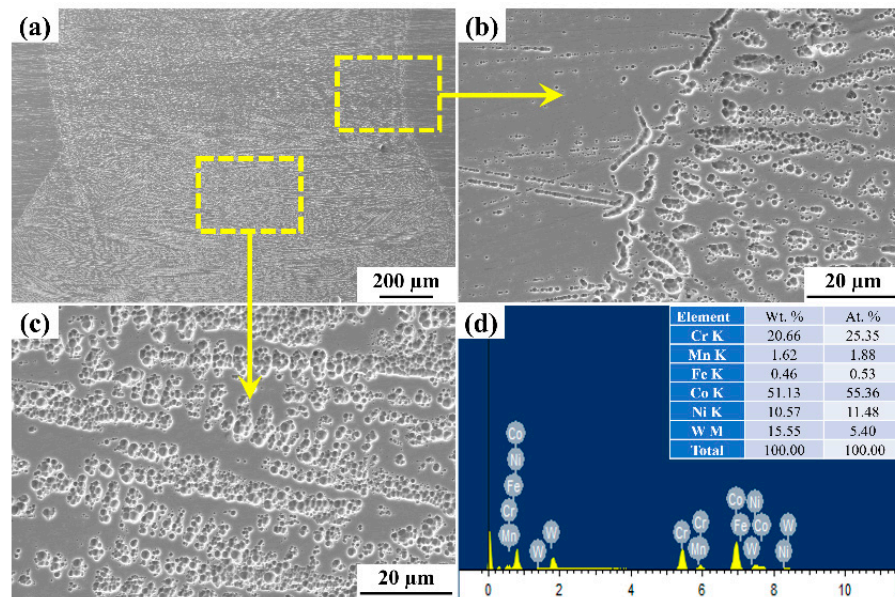 (a)
200 μm
(b)
20 μm
(c)
20 μm
(d)
Element Wt. % At. %
Cr K 20.66 25.35
Mn K 1.62 1.88
Fe K 0.46 0.53
Co K 51.13 55.36
Ni K 10.57 11.48
W M 15.55 5.40
Total 100.00 100.00
Co
Ni
Fe
Cr
Mn
W
W
Cr
Cr
Mn
Co
Fe
Ni
Co
W
W
Ni
0 2 4 6 8 10